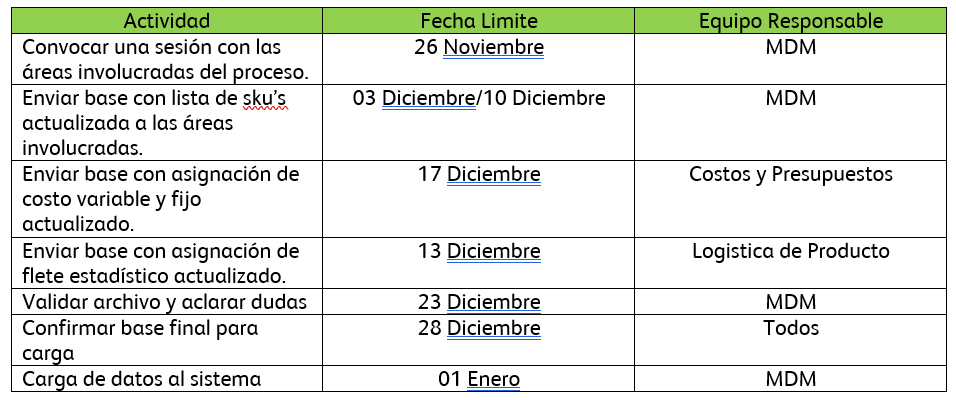 Actividad Fecha Limite Equipo Responsable
Convocar una sesión con las 26 Noviembre MDM
áreas involucradas del proceso.
Enviar base con lista de sku's 03 Diciembre/10 Diciembre MDM
actualizada a las áreas
involucradas.
Enviar base con asignación de 17 Diciembre Costos y Presupuestos
costo variable y fijo
actualizado.
Enviar base con asignación de 13 Diciembre Logistica de Producto
flete estadístico actualizado.
Validar archivo y aclarar dudas 23 Diciembre MDM
Confirmar base final para 28 Diciembre Todos
carga
Carga de datos al sistema 01 Enero MDM